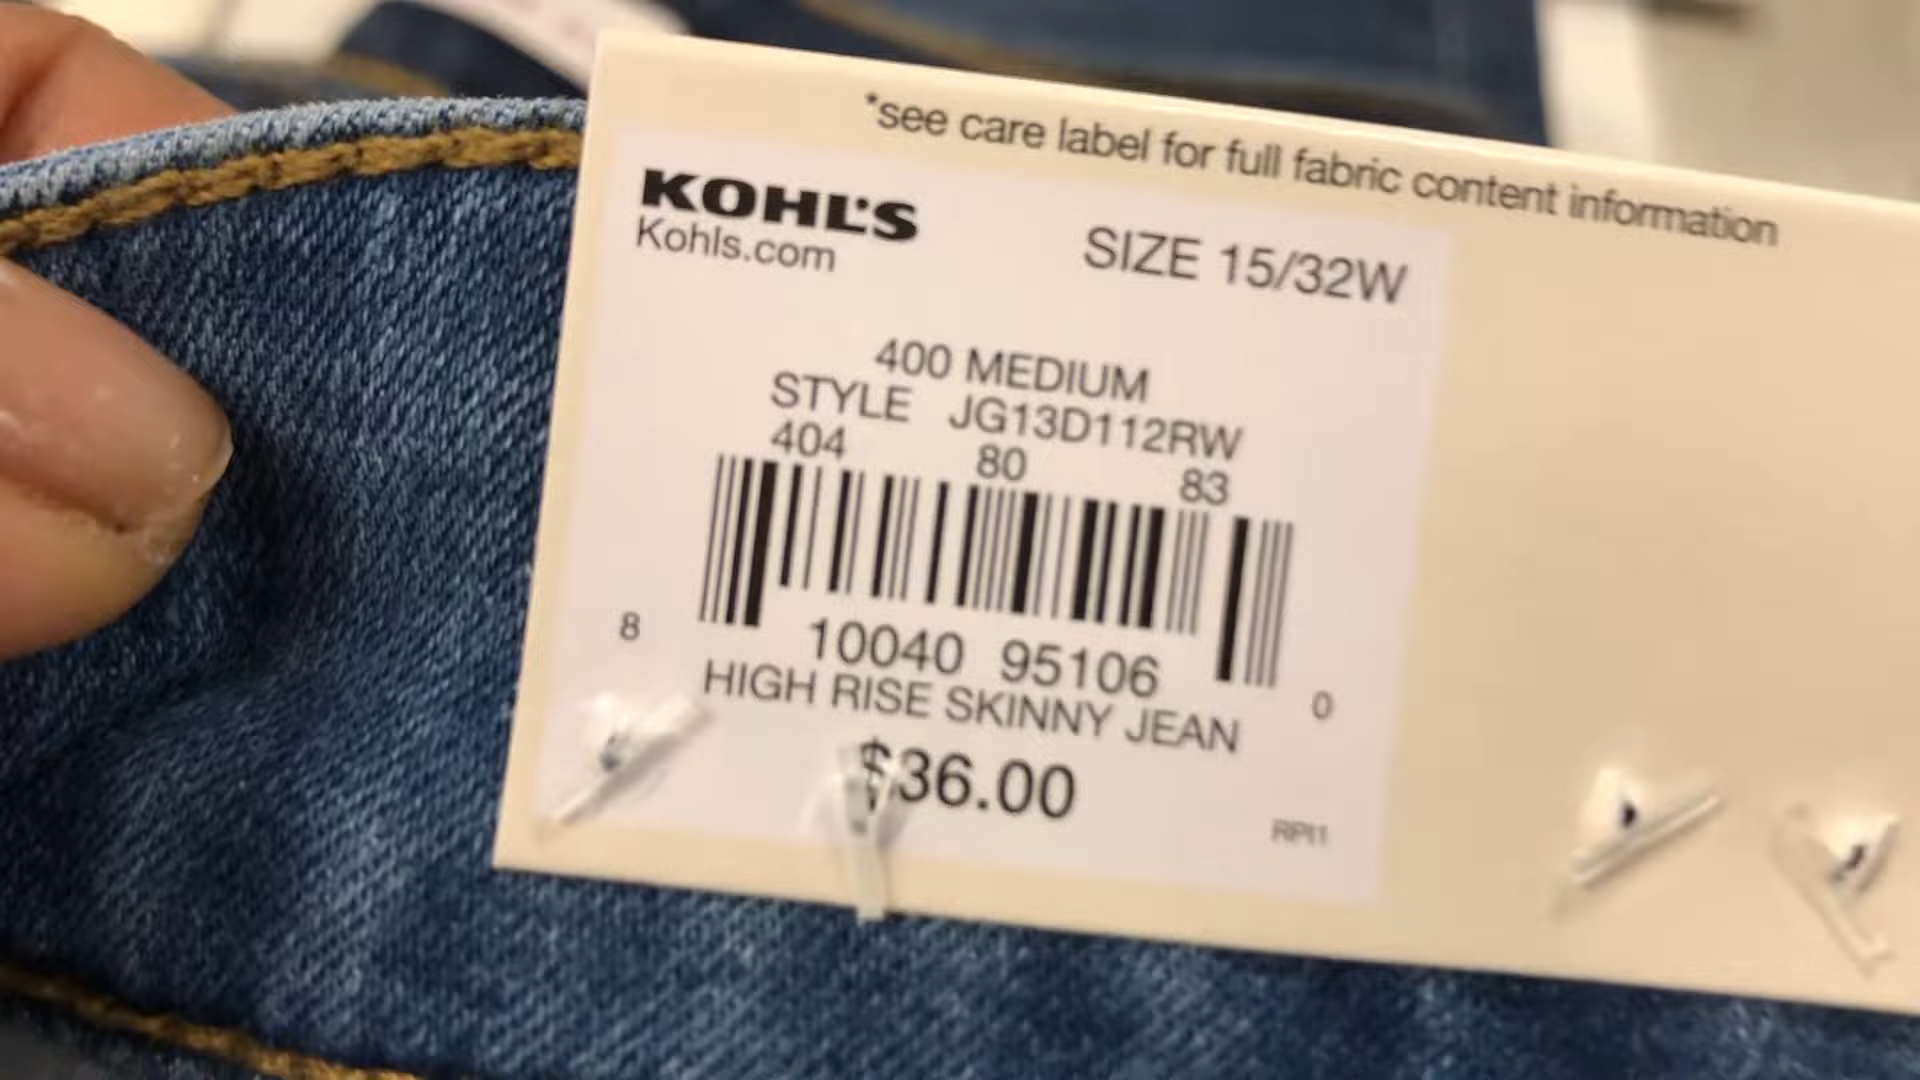 *see care label for full fabric content information
KOHL'S
Kohls.com
SIZE 15/32W
400 MEDIUM
STYLE JG13D112RW
404 80 83
8 10040 95106 0
HIGH RISE SKINNY JEAN
$36.00
RPI1